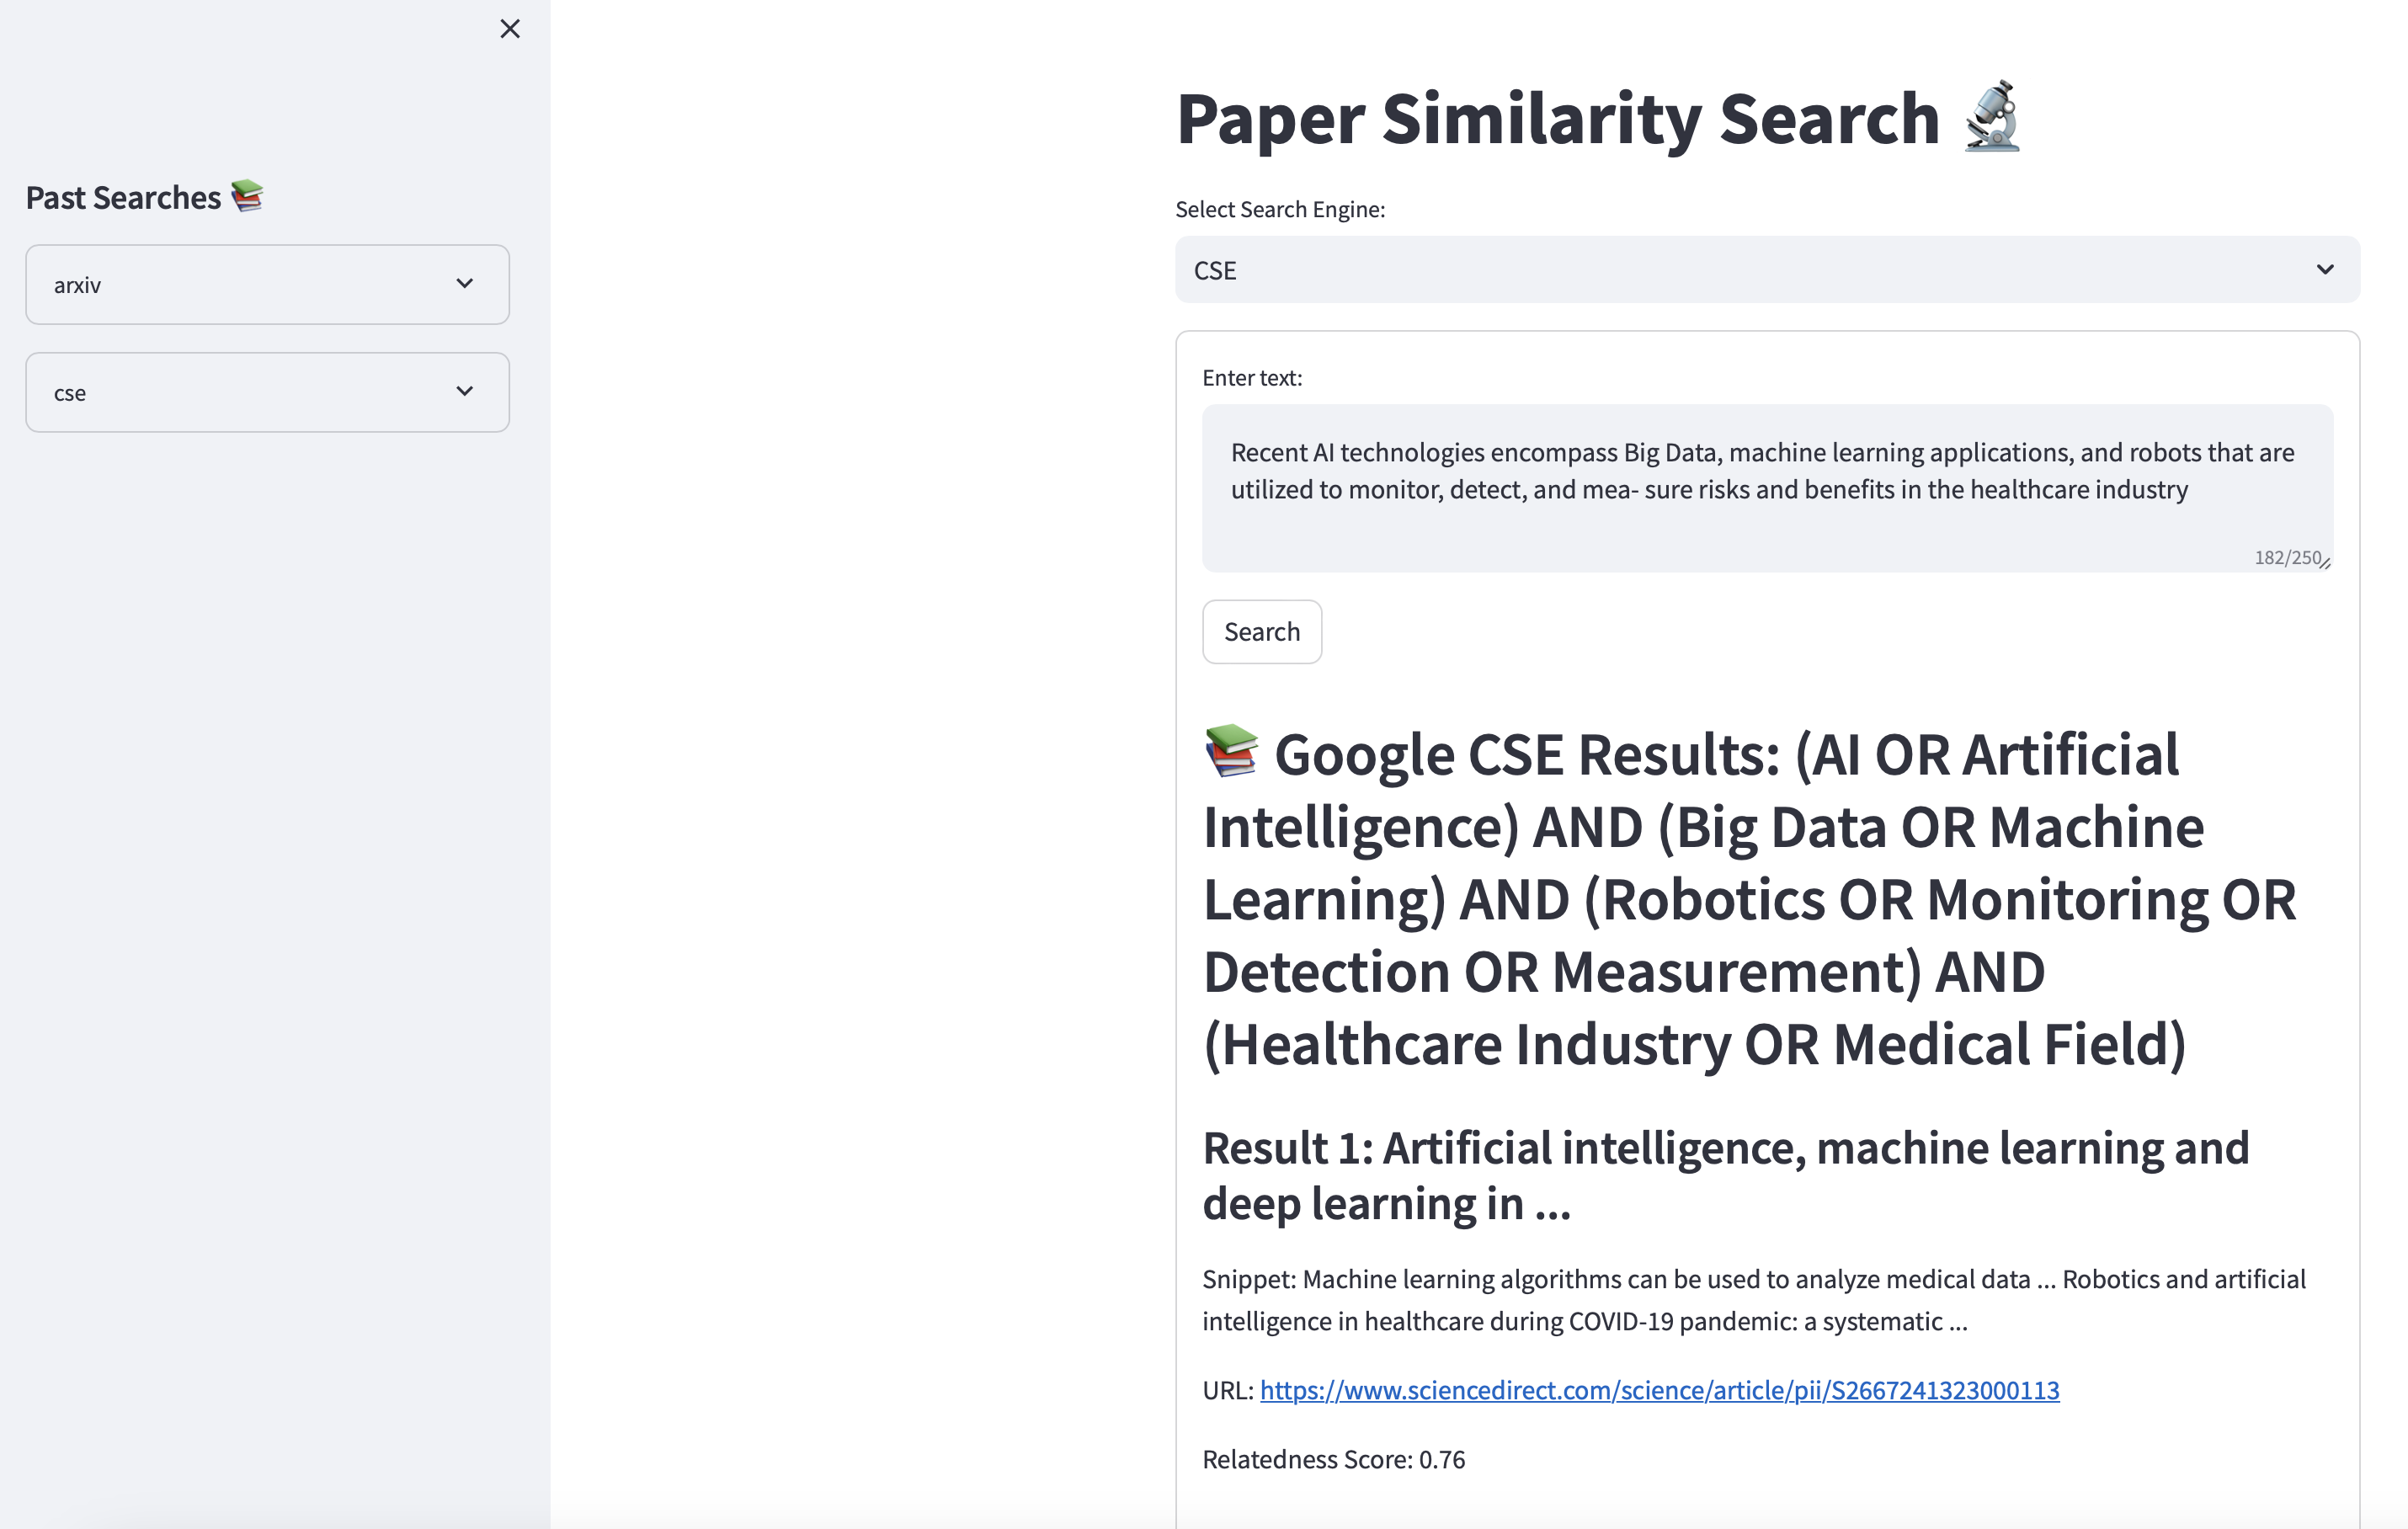 Past Searches 📚
arxiv
cse
Paper Similarity Search 🔬
Select Search Engine:
CSE
Enter text:
Recent AI technologies encompass Big Data, machine learning applications, and robots that are
utilized to monitor, detect, and mea- sure risks and benefits in the healthcare industry
182/250
Search
📚 Google CSE Results: (AI OR Artificial
Intelligence) AND (Big Data OR Machine
Learning) AND (Robotics OR Monitoring OR
Detection OR Measurement) AND
(Healthcare Industry OR Medical Field)
Result 1: Artificial intelligence, machine learning and
deep learning in ...
Snippet: Machine learning algorithms can be used to analyze medical data ... Robotics and artificial
intelligence in healthcare during COVID-19 pandemic: a systematic ...
URL: https://www.sciencedirect.com/science/article/pii/S2667241323000113
Relatedness Score: 0.76